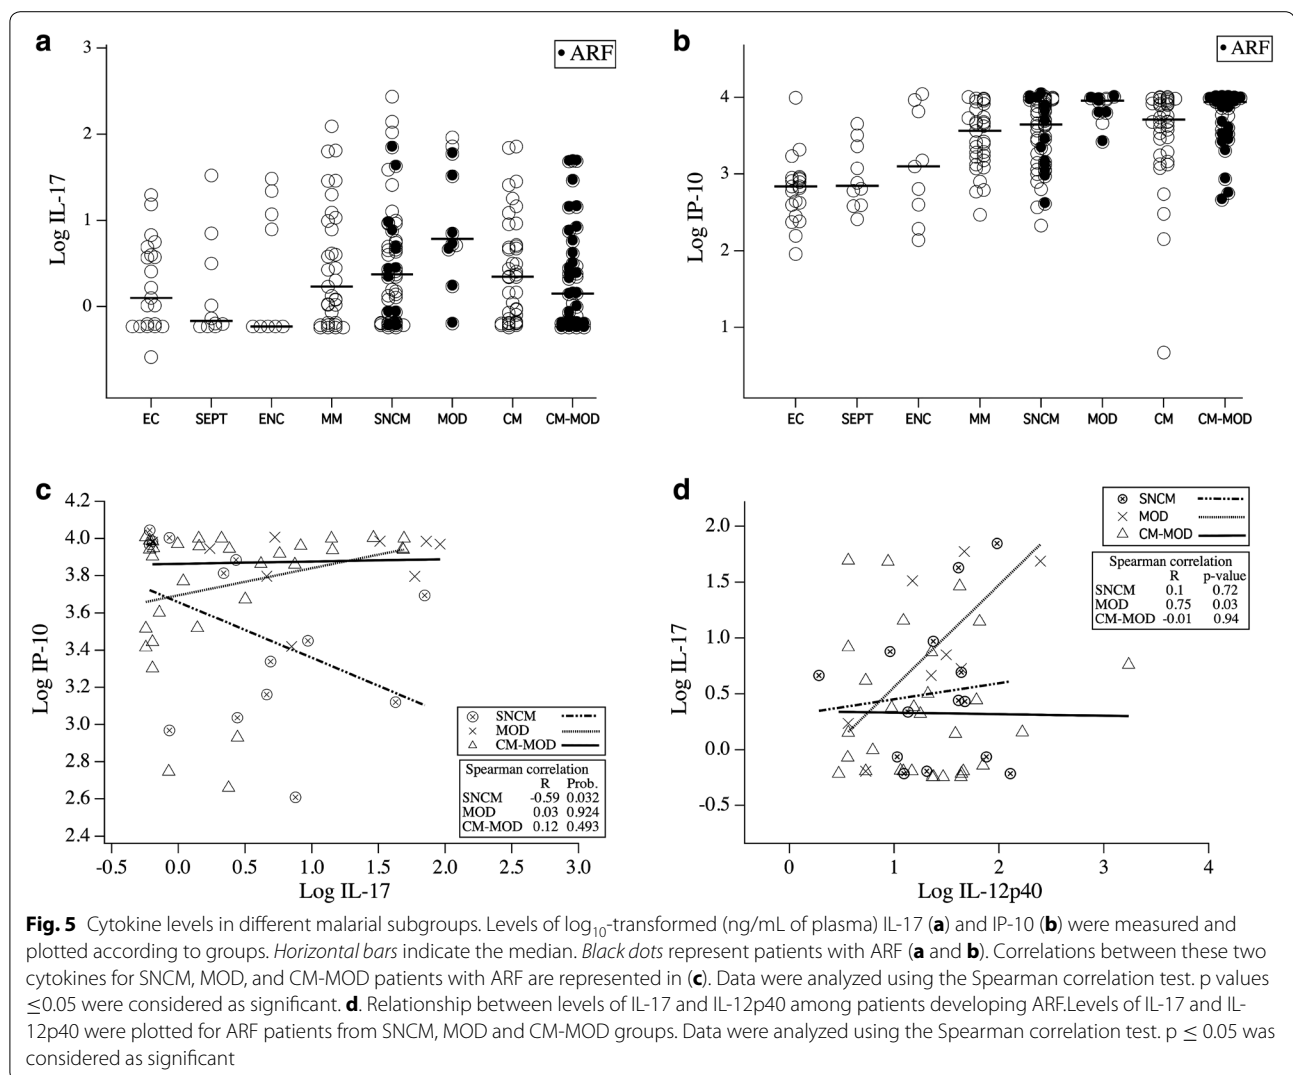 a
ARF
3
2
1
0
Log IL-17
EC SEPT ENC MM SNCM MOD CM CM-MOD
b
ARF
4
3
2
1
Log IP-10
EC SEPT ENC MM SNCM MOD CM CM-MOD
c
4.2
4.0
3.8
3.6
3.4
3.2
3.0
2.8
2.6
2.4
Log IP-10
SNCM
MOD
CM-MOD
Spearman correlation
R Prob.
SNCM -0.59 0.032
MOD 0.03 0.924
CM-MOD 0.12 0.493
-0.5 0.0 0.5 1.0 1.5 2.0 2.5 3.0
Log IL-17
d
SNCM
MOD
CM-MOD
Spearman correlation
R p-value
SNCM 0.1 0.72
MOD 0.75 0.03
CM-MOD -0.01 0.94
2.0
1.5
1.0
0.5
0.0
-0.5
Log IL-17
0 1 2 3 4
Log IL-12p40
Fig. 5 Cytokine levels in different malarial subgroups. Levels of log10-transformed (ng/mL of plasma) IL-17 (a) and IP-10 (b) were measured and
plotted according to groups. Horizontal bars indicate the median. Black dots represent patients with ARF (a and b). Correlations between these two
cytokines for SNCM, MOD, and CM-MOD patients with ARF are represented in (c). Data were analyzed using the Spearman correlation test. p values
≤0.05 were considered as significant. d. Relationship between levels of IL-17 and IL-12p40 among patients developing ARF.Levels of IL-17 and IL-
12p40 were plotted for ARF patients from SNCM, MOD and CM-MOD groups. Data were analyzed using the Spearman correlation test. p ≤ 0.05 was
considered as significant